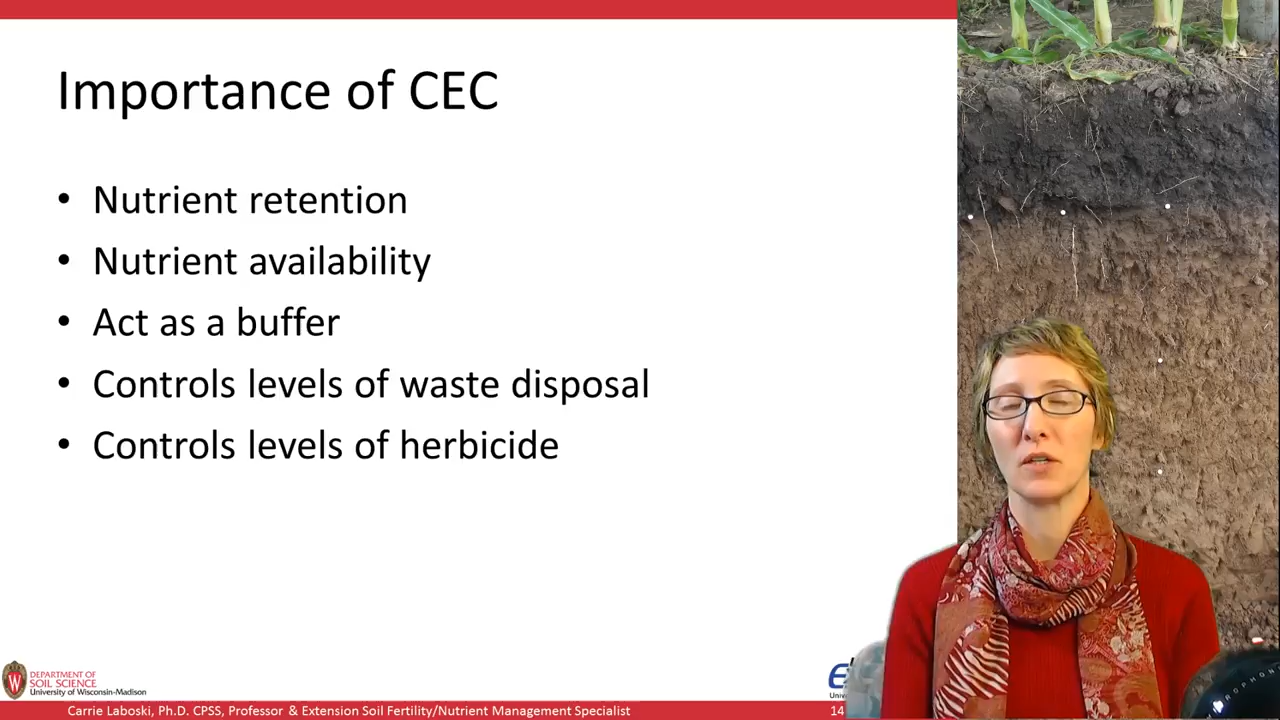 Importance of CEC
• Nutrient retention
• Nutrient availability
• Act as a buffer
• Controls levels of waste disposal
• Controls levels of herbicide
W
DEPARTMENT OF
SOIL SCIENCE
University of Wisconsin-Madison
Carrie Laboski, Ph.D. CPSS, Professor & Extension Soil Fertility/Nutrient Management Specialist
14